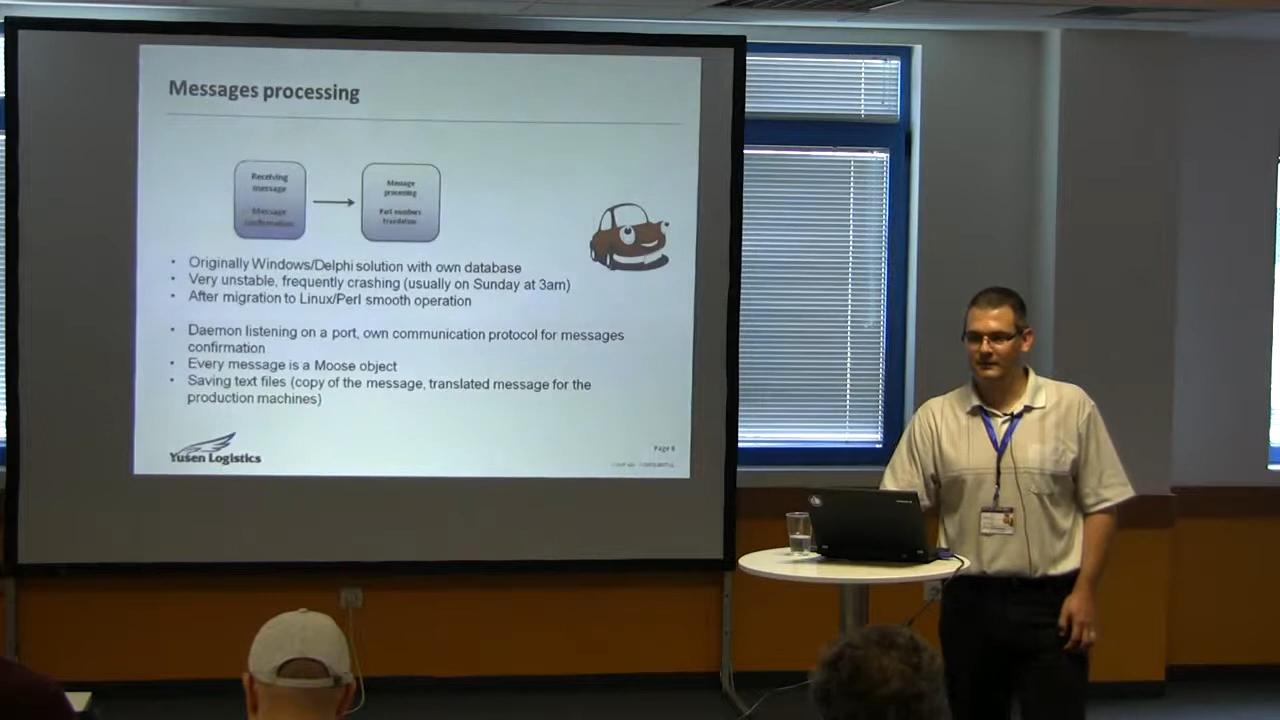 Messages processing
Receiving
message
Message
confirmation
Message
processing
Part numbers
translation
• Originally Windows/Delphi solution with own database
• Very unstable, frequently crashing (usually on Sunday at 3am)
• After migration to Linux/Perl smooth operation
• Daemon listening on a port, own communication protocol for messages
confirmation
• Every message is a Moose object
• Saving text files (copy of the message, translated message for the
production machines)
Yusen Logistics
Page 6